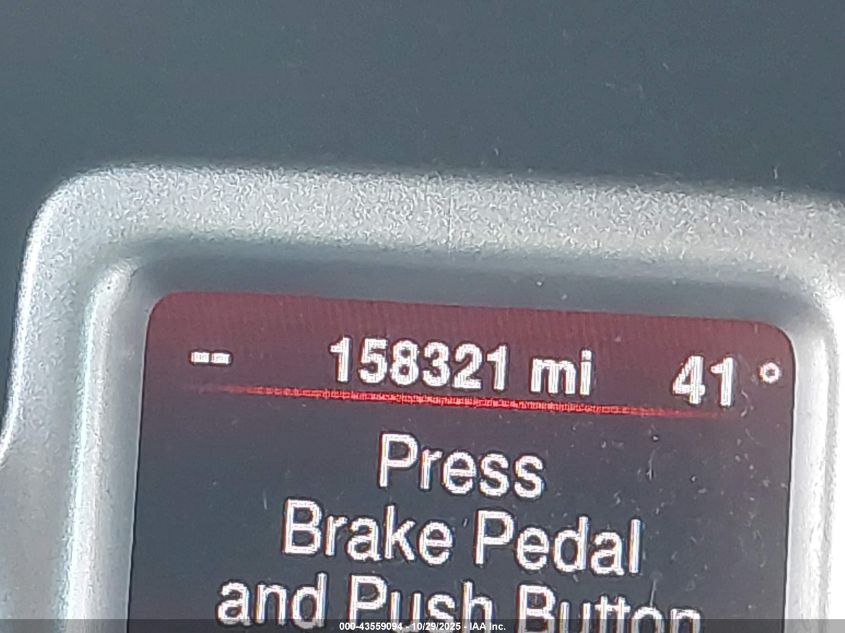 -- 158321 mi 41 °
Press
Brake Pedal
and Push Button
000-43559094 - 10/29/2025 - IAA Inc.